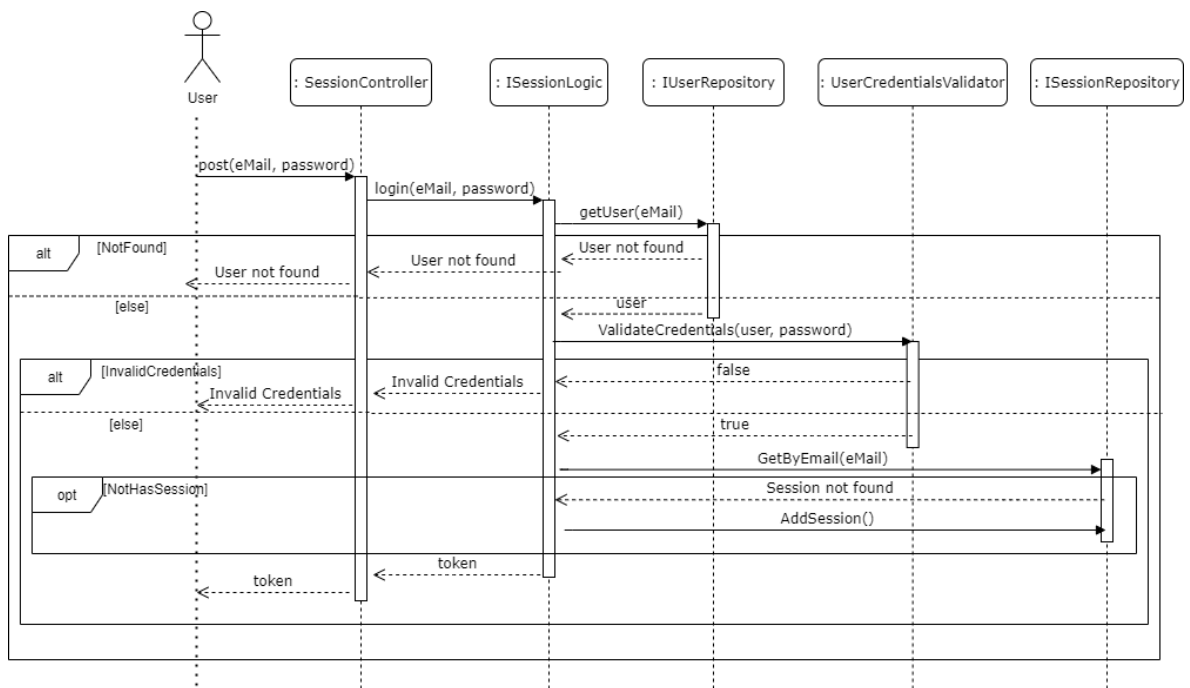 : SessionController
: ISessionLogic
: IUserRepository
: UserCredentialsValidator
: ISessionRepository
User
post(eMail, password)
login(eMail, password)
getUser(eMail)
alt
[NotFound]
User not found
User not found
User not found
[else]
user
ValidateCredentials(user, password)
alt
[InvalidCredentials]
false
Invalid Credentials
Invalid Credentials
[else]
true
GetByEmail(eMail)
opt
[NotHasSession]
Session not found
AddSession()
token
token